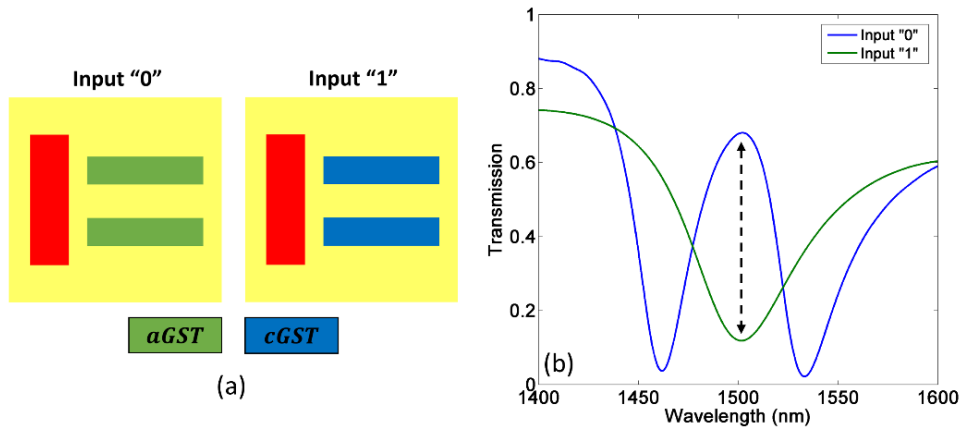 Input “0”
Input “1”
aGST
cGST
(a)
1
0.8
0.6
0.4
0.2
0
Transmission
Input "0"
Input "1"
(b)
1400
1450
1500
1550
1600
Wavelength (nm)